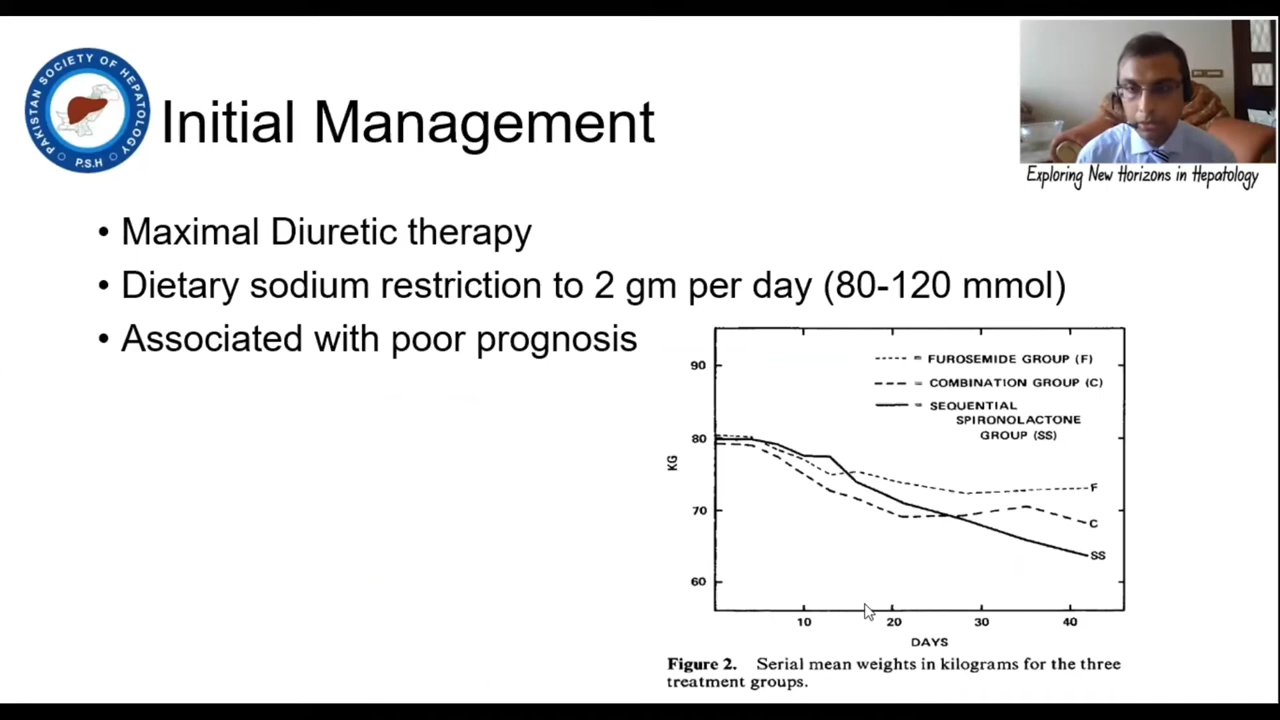 PAKISTAN SOCIETY OF HEPATOLOGY
P.S.H
Initial Management
Exploring New Horizons in Hepatology
• Maximal Diuretic therapy
• Dietary sodium restriction to 2 gm per day (80-120 mmol)
• Associated with poor prognosis
= FUROSEMIDE GROUP (F)
= COMBINATION GROUP (C)
= SEQUENTIAL
SPIRONOLACTONE
GROUP (SS)
90
80
70
60
KG
F
C
SS
10 20 30 40
DAYS
Figure 2. Serial mean weights in kilograms for the three
treatment groups.